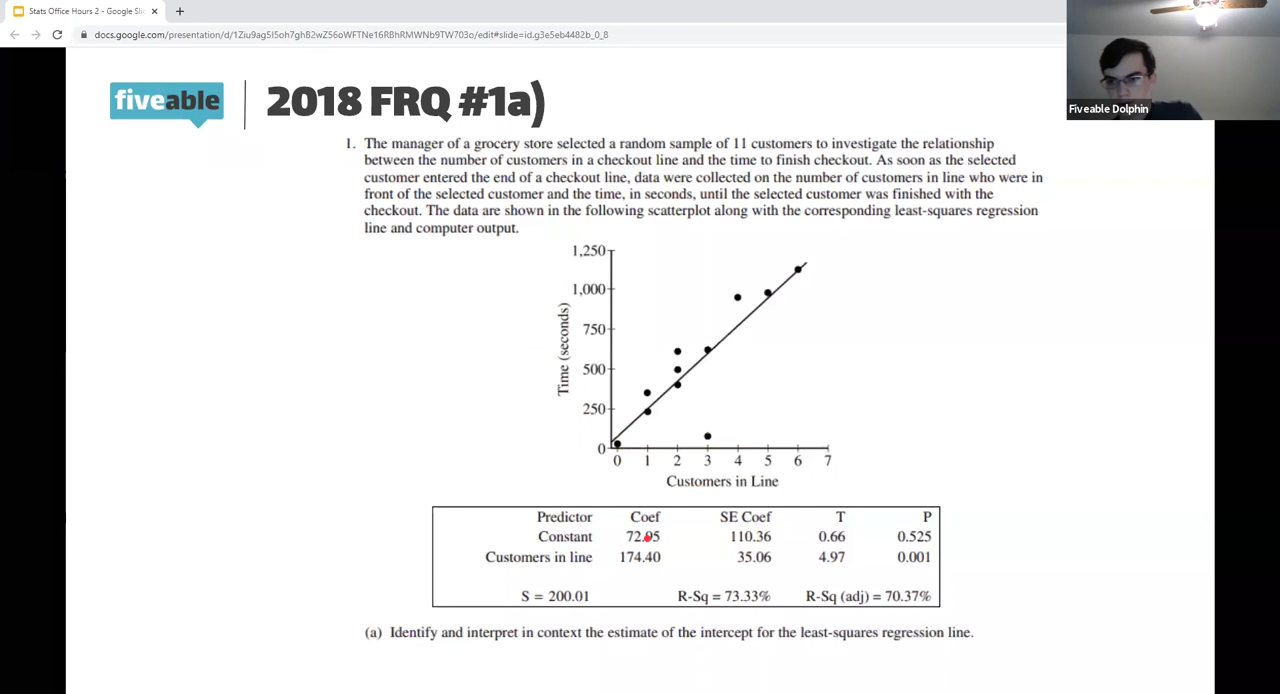 Stats Office Hours 2 - Google Sli
docs.google.com/presentation/d/1Ziu9ag5I5oh7ghB2wZ56oWFTNe16RBhRMWNb9TW703o/edit#slide=id.g3e5eb4482b_0_8
Fiveable Dolphin
fiveable
2018 FRQ #1a)
1. The manager of a grocery store selected a random sample of 11 customers to investigate the relationship
between the number of customers in a checkout line and the time to finish checkout. As soon as the selected
customer entered the end of a checkout line, data were collected on the number of customers in line who were in
front of the selected customer and the time, in seconds, until the selected customer was finished with the
checkout. The data are shown in the following scatterplot along with the corresponding least-squares regression
line and computer output.
1,250
1,000
750
500
250
0
Time (seconds)
0 1 2 3 4 5 6 7
Customers in Line
Predictor Coef SE Coef T P
Constant 72.95 110.36 0.66 0.525
Customers in line 174.40 35.06 4.97 0.001
S = 200.01 R-Sq = 73.33% R-Sq (adj) = 70.37%
(a) Identify and interpret in context the estimate of the intercept for the least-squares regression line.